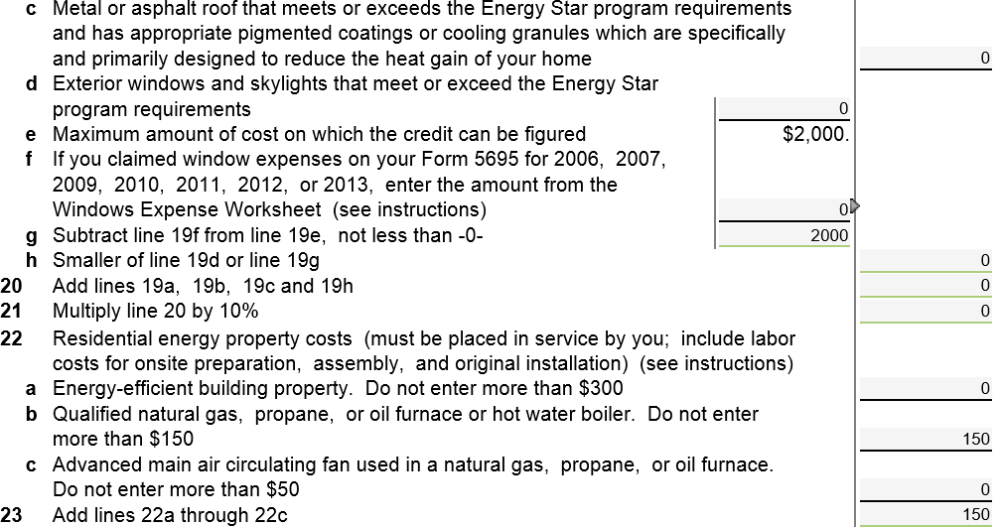 c Metal or asphalt roof that meets or exceeds the Energy Star program requirements
and has appropriate pigmented coatings or cooling granules which are specifically
and primarily designed to reduce the heat gain of your home 0
d Exterior windows and skylights that meet or exceed the Energy Star
program requirements 0
e Maximum amount of cost on which the credit can be figured $2,000.
f If you claimed window expenses on your Form 5695 for 2006, 2007,
2009, 2010, 2011, 2012, or 2013, enter the amount from the
Windows Expense Worksheet (see instructions) 0
g Subtract line 19f from line 19e, not less than -0- 2000
h Smaller of line 19d or line 19g 0
20 Add lines 19a, 19b, 19c and 19h 0
21 Multiply line 20 by 10% 0
22 Residential energy property costs (must be placed in service by you; include labor
costs for onsite preparation, assembly, and original installation) (see instructions)
a Energy-efficient building property. Do not enter more than $300 0
b Qualified natural gas, propane, or oil furnace or hot water boiler. Do not enter
more than $150 150
c Advanced main air circulating fan used in a natural gas, propane, or oil furnace.
Do not enter more than $50 0
23 Add lines 22a through 22c 150